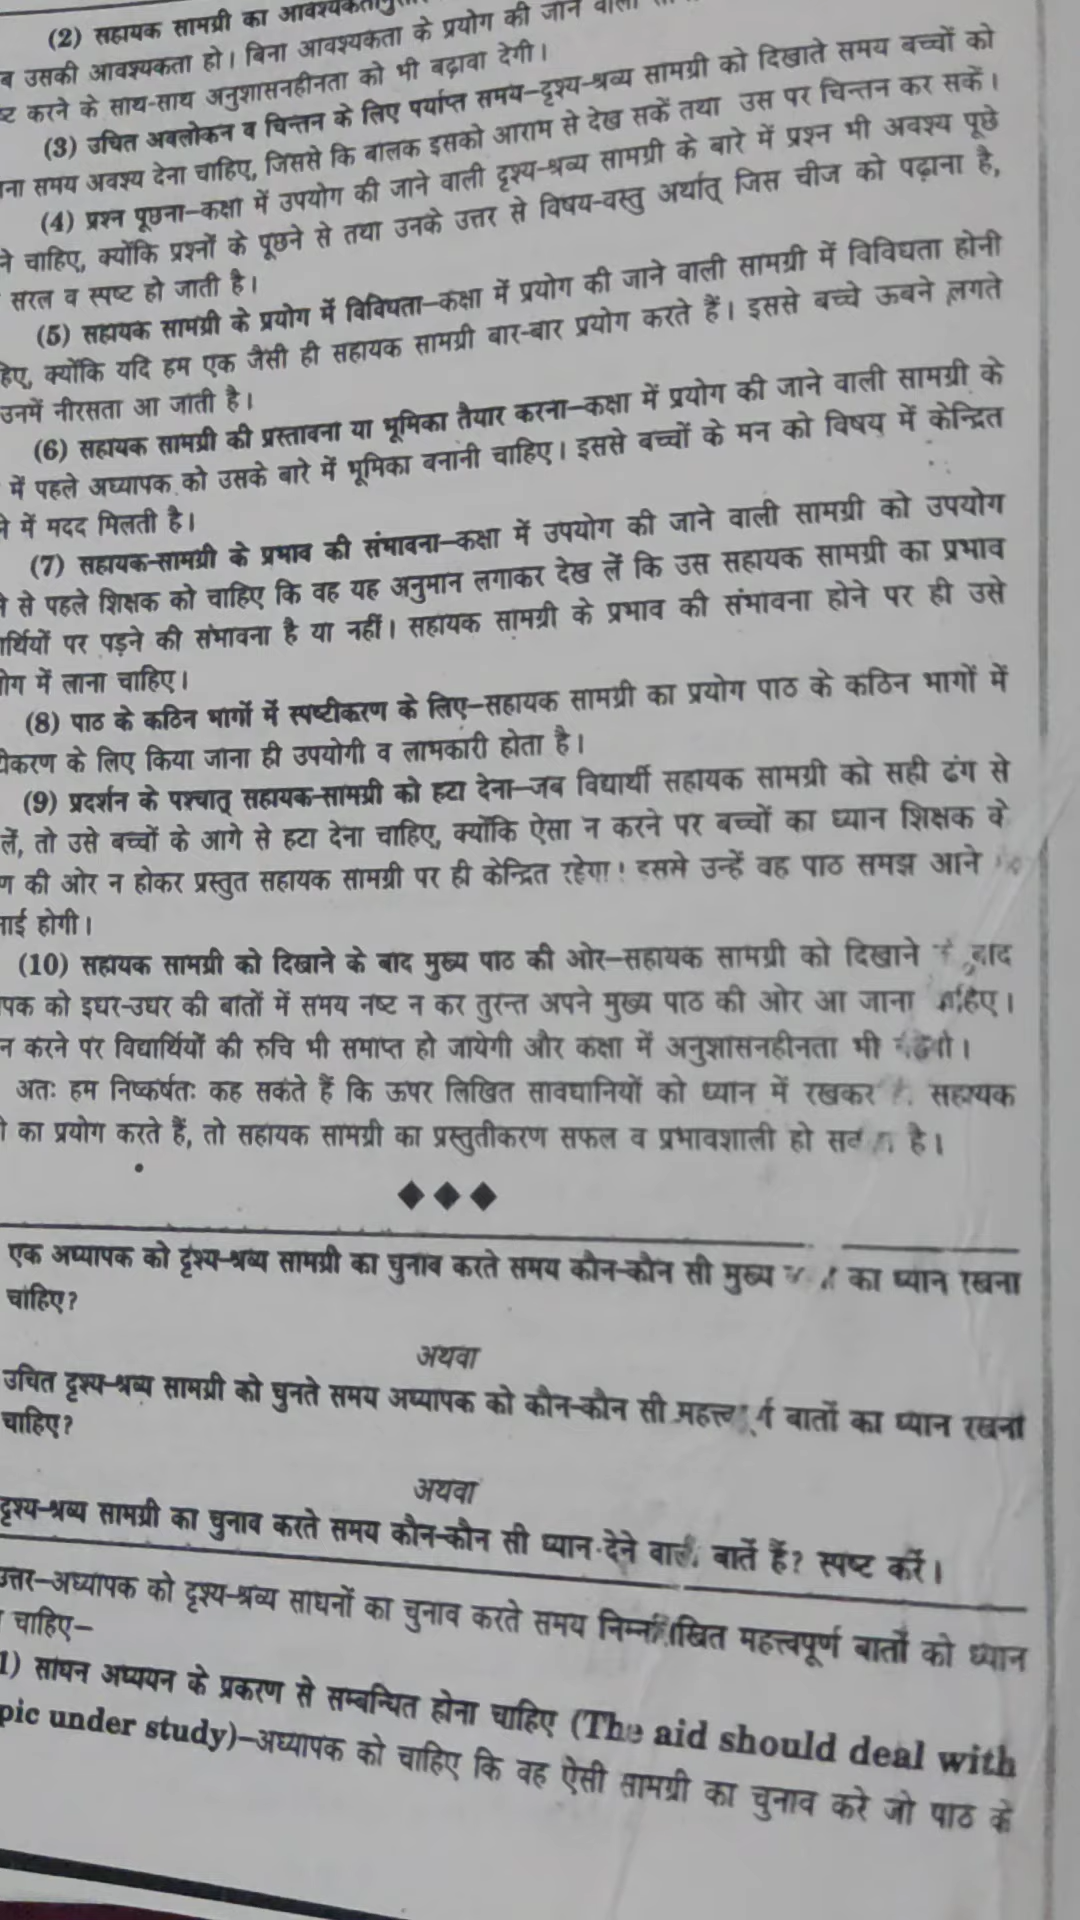 (2) सहायक सामग्री का
ब उसकी आवश्यकता हो। बिना आवश्यकता के प्रयोग की जाने वाली
ष्ट करने के साथ-साथ अनुशासनहीनता को भी बढ़ावा देगी।
(3) उचित अवलोकन व चिन्तन के लिए पर्याप्त समय–दृश्य-श्रव्य सामग्री को दिखाते समय बच्चों को
ना समय अवश्य देना चाहिए, जिससे कि बालक इसको आराम से देख सकें तथा उस पर चिन्तन कर सकें।
(4) प्रश्न पूछना–कक्षा में उपयोग की जाने वाली दृश्य-श्रव्य सामग्री के बारे में प्रश्न भी अवश्य पूछे
ने चाहिए, क्योंकि प्रश्नों के पूछने से तथा उनके उत्तर से विषय-वस्तु अर्थात् जिस चीज को पढ़ाना है,
सरल व स्पष्ट हो जाती है।
(5) सहायक सामग्री के प्रयोग में विविधता–कक्षा में प्रयोग की जाने वाली सामग्री में विविधता होनी
हिए, क्योंकि यदि हम एक जैसी ही सहायक सामग्री बार-बार प्रयोग करते हैं। इससे बच्चे ऊबने लगते
उनमें नीरसता आ जाती है।
(6) सहायक सामग्री की प्रस्तावना या भूमिका तैयार करना–कक्षा में प्रयोग की जाने वाली सामग्री के
में पहले अध्यापक को उसके बारे में भूमिका बनानी चाहिए। इससे बच्चों के मन को विषय में केन्द्रित
ने में मदद मिलती है।
(7) सहायक-सामग्री के प्रभाव की संभावना–कक्षा में उपयोग की जाने वाली सामग्री को उपयोग
ने से पहले शिक्षक को चाहिए कि वह यह अनुमान लगाकर देख लें कि उस सहायक सामग्री का प्रभाव
ार्थियों पर पड़ने की संभावना है या नहीं। सहायक सामग्री के प्रभाव की संभावना होने पर ही उसे
ोग में लाना चाहिए।
(8) पाठ के कठिन भागों में स्पष्टीकरण के लिए–सहायक सामग्री का प्रयोग पाठ के कठिन भागों में
ीकरण के लिए किया जाना ही उपयोगी व लाभकारी होता है।
(9) प्रदर्शन के पश्चात् सहायक-सामग्री को हटा देना–जब विद्यार्थी सहायक सामग्री को सही ढंग से
लें, तो उसे बच्चों के आगे से हटा देना चाहिए, क्योंकि ऐसा न करने पर बच्चों का ध्यान शिक्षक के
ण की ओर न होकर प्रस्तुत सहायक सामग्री पर ही केन्द्रित रहेगा! इससे उन्हें वह पाठ समझ आने
नाई होगी।
(10) सहायक सामग्री को दिखाने के बाद मुख्य पाठ की ओर–सहायक सामग्री को दिखाने बाद
पक को इधर-उधर की बातों में समय नष्ट न कर तुरन्त अपने मुख्य पाठ की ओर आ जाना चाहिए।
न करने पर विद्यार्थियों की रुचि भी समाप्त हो जायेगी और कक्षा में अनुशासनहीनता भी
अतः हम निष्कर्षतः कह सकते हैं कि ऊपर लिखित सावधानियों को ध्यान में रखकर सहायक
ी का प्रयोग करते हैं, तो सहायक सामग्री का प्रस्तुतीकरण सफल व प्रभावशाली हो सकता है।
एक अध्यापक को दृश्य-श्रव्य सामग्री का चुनाव करते समय कौन-कौन सी मुख्य का ध्यान रखना
चाहिए?
अथवा
उचित दृश्य-श्रव्य सामग्री को चुनते समय अध्यापक को कौन-कौन सी महत्त्वपूर्ण बातों का ध्यान रखना
चाहिए?
अथवा
दृश्य-श्रव्य सामग्री का चुनाव करते समय कौन-कौन सी ध्यान देने वाली बातें हैं? स्पष्ट करें।
उत्तर–अध्यापक को दृश्य-श्रव्य साधनों का चुनाव करते समय निम्नलिखित महत्त्वपूर्ण बातों को ध्यान
चाहिए–
1) साधन अध्ययन के प्रकरण से सम्बन्धित होना चाहिए (The aid should deal with
pic under study)–अध्यापक को चाहिए कि वह ऐसी सामग्री का चुनाव करे जो पाठ के